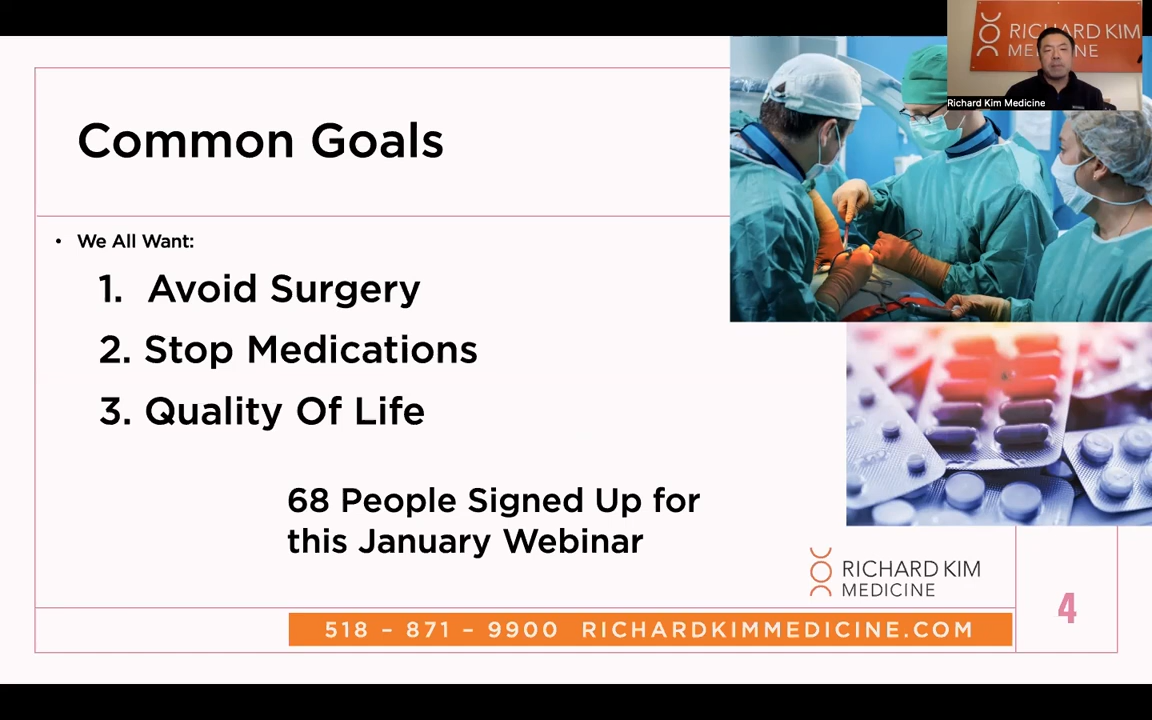 RICHARD KIM
MEDICINE
Richard Kim Medicine
Common Goals
• We All Want:
1. Avoid Surgery
2. Stop Medications
3. Quality Of Life
68 People Signed Up for
this January Webinar
RICHARD KIM
MEDICINE
4
518 – 871 – 9900 RICHARDKIMMEDICINE.COM